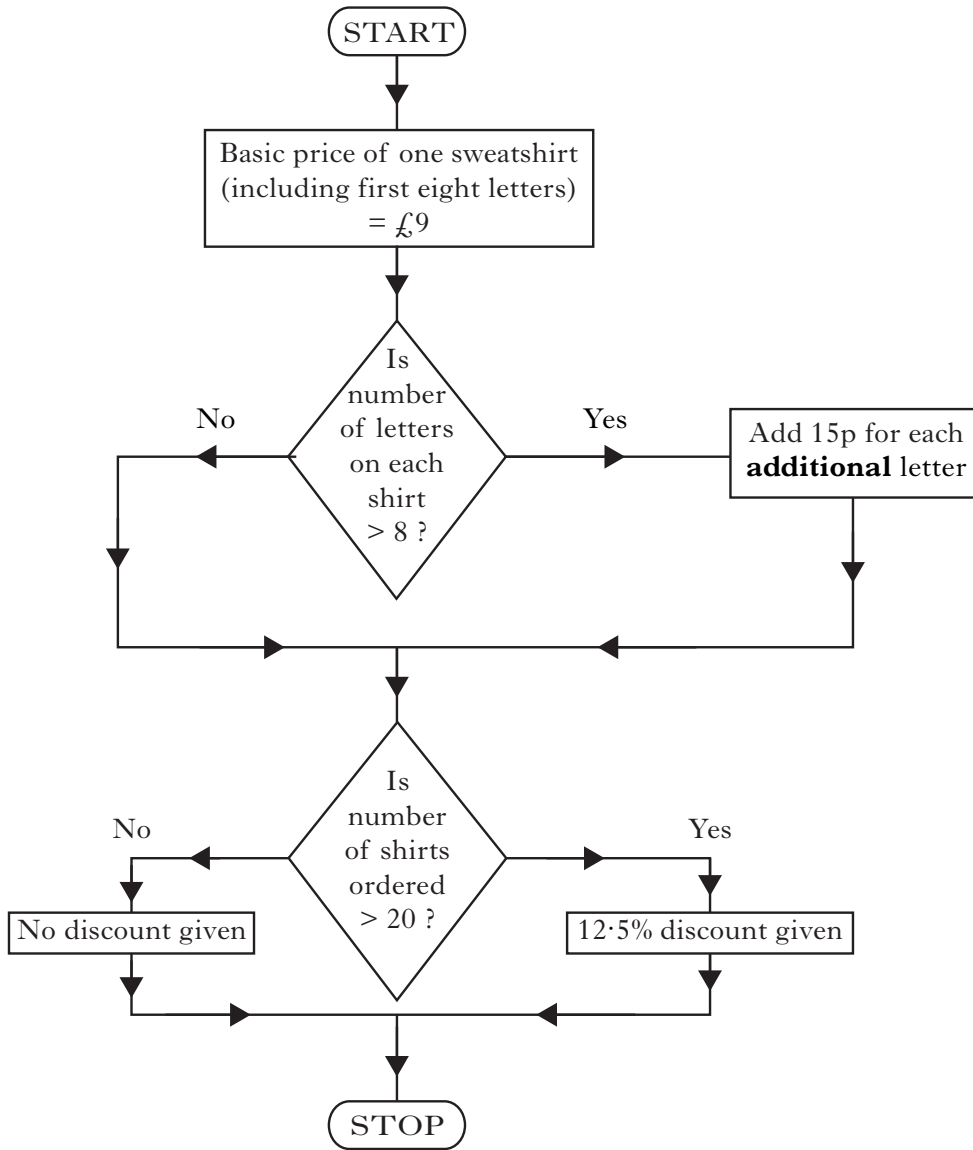 START
Basic price of one sweatshirt
(including first eight letters)
= £9
Is
number
of letters
on each
shirt
> 8 ?
No
Yes
Add 15p for each
additional letter
Is
number
of shirts
ordered
> 20 ?
No
Yes
No discount given
12·5% discount given
STOP